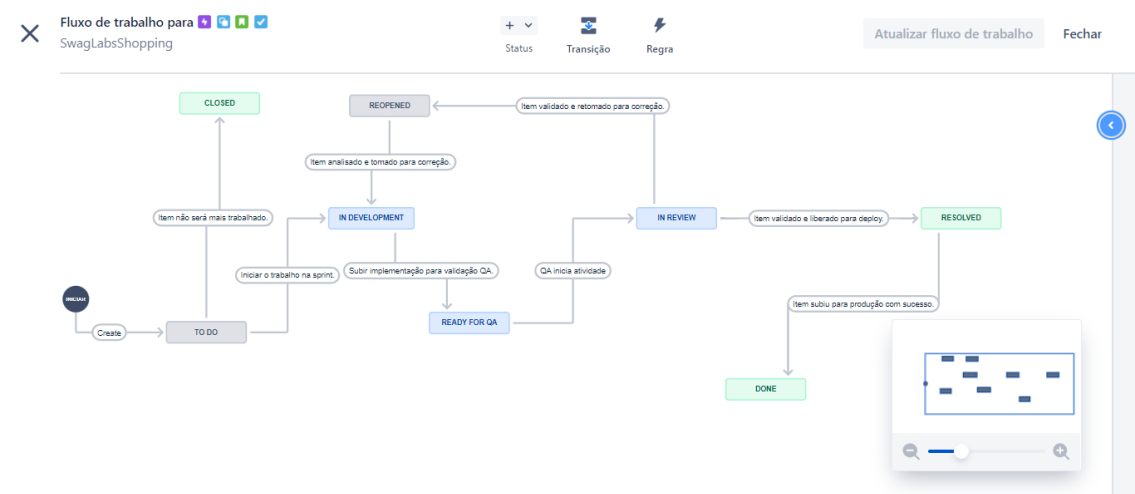 Fluxo de trabalho para
SwagLabsShopping
Status
Transição
Regra
Atualizar fluxo de trabalho
Fechar
CLOSED
REOPENED
Item validado e retornado para correção.
Item analisado e tornado para correção.
Item não será mais trabalhado.
IN DEVELOPMENT
IN REVIEW
Item validado e liberado para deploy.
RESOLVED
Iniciar o trabalho na sprint.
Subir implementação para validação QA.
QA inicia atividade
INICIAR
Item subiu para produção com sucesso.
Create
TO DO
READY FOR QA
DONE